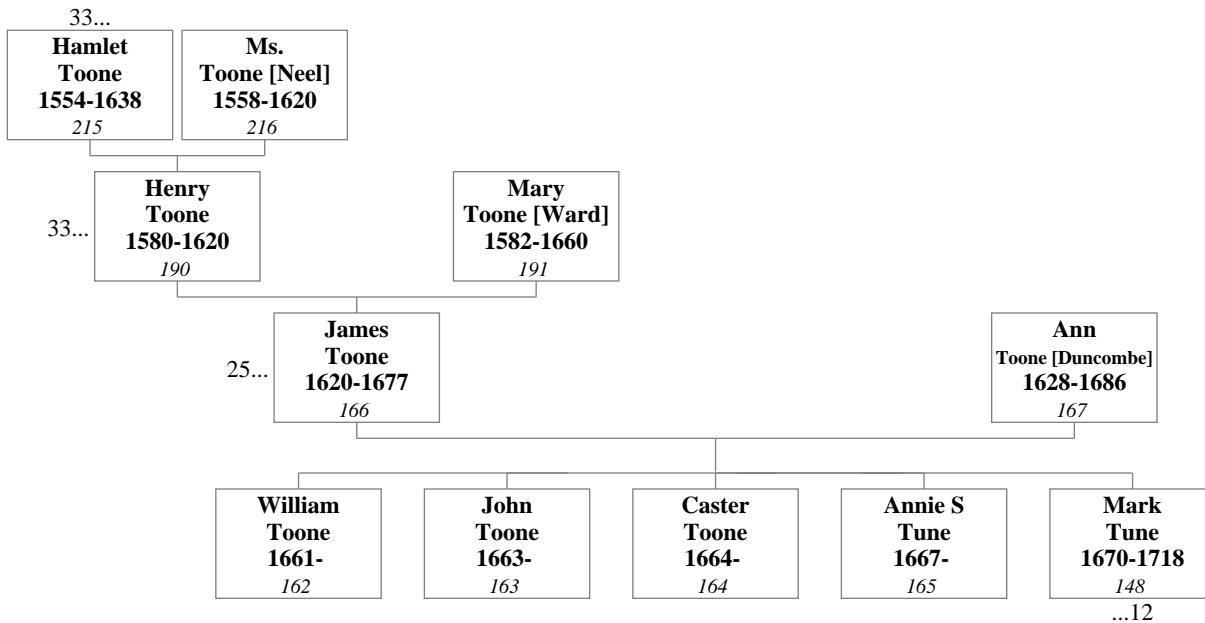 33...
Hamlet
Toone
1554-1638
215
Ms.
Toone [Neel]
1558-1620
216
33...
Henry
Toone
1580-1620
190
Mary
Toone [Ward]
1582-1660
191
25...
James
Toone
1620-1677
166
Ann
Toone [Duncombe]
1628-1686
167
William
Toone
1661-
162
John
Toone
1663-
163
Caster
Toone
1664-
164
Annie S
Tune
1667-
165
Mark
Tune
1670-1718
148
...12